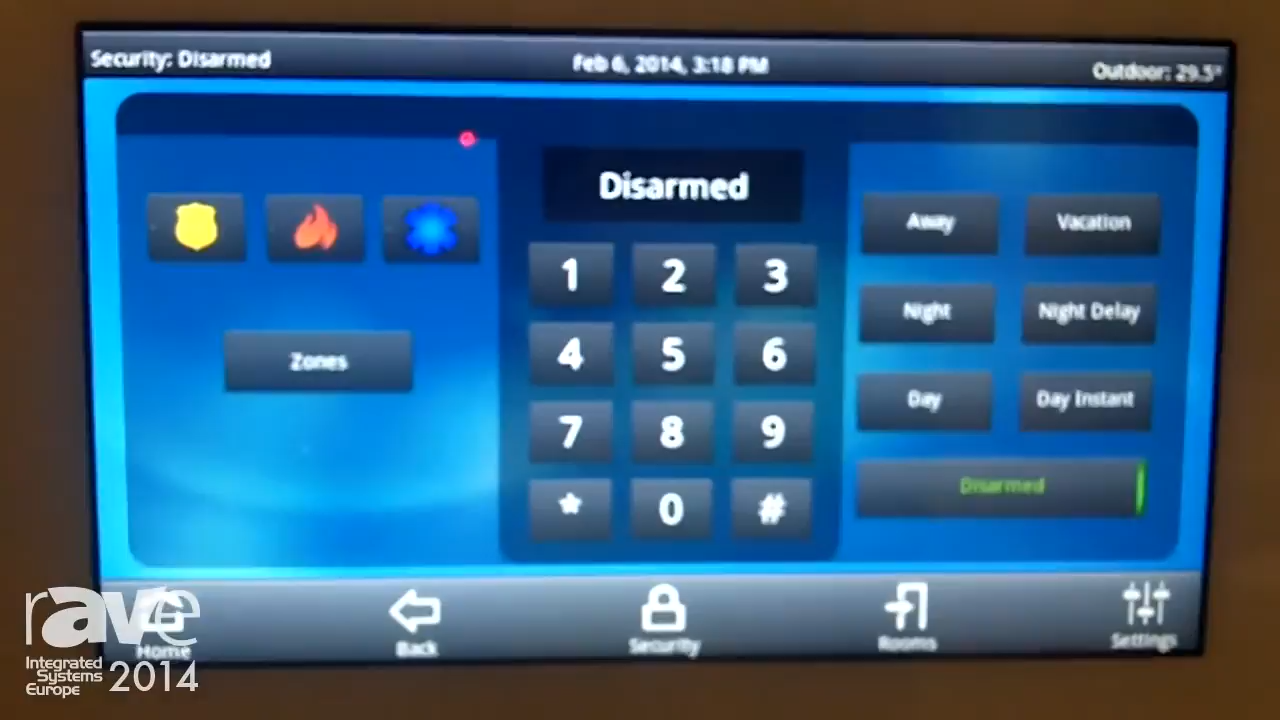 Security: Disarmed
Feb 6, 2014, 3:18 PM
Outdoor: 29.5°
Disarmed
1 2 3
4 5 6
7 8 9
* 0 #
Zones
Away Vacation
Night Night Delay
Day Day Instant
Disarmed
Home Back Security Rooms Settings
rave
Integrated
Systems
Europe 2014